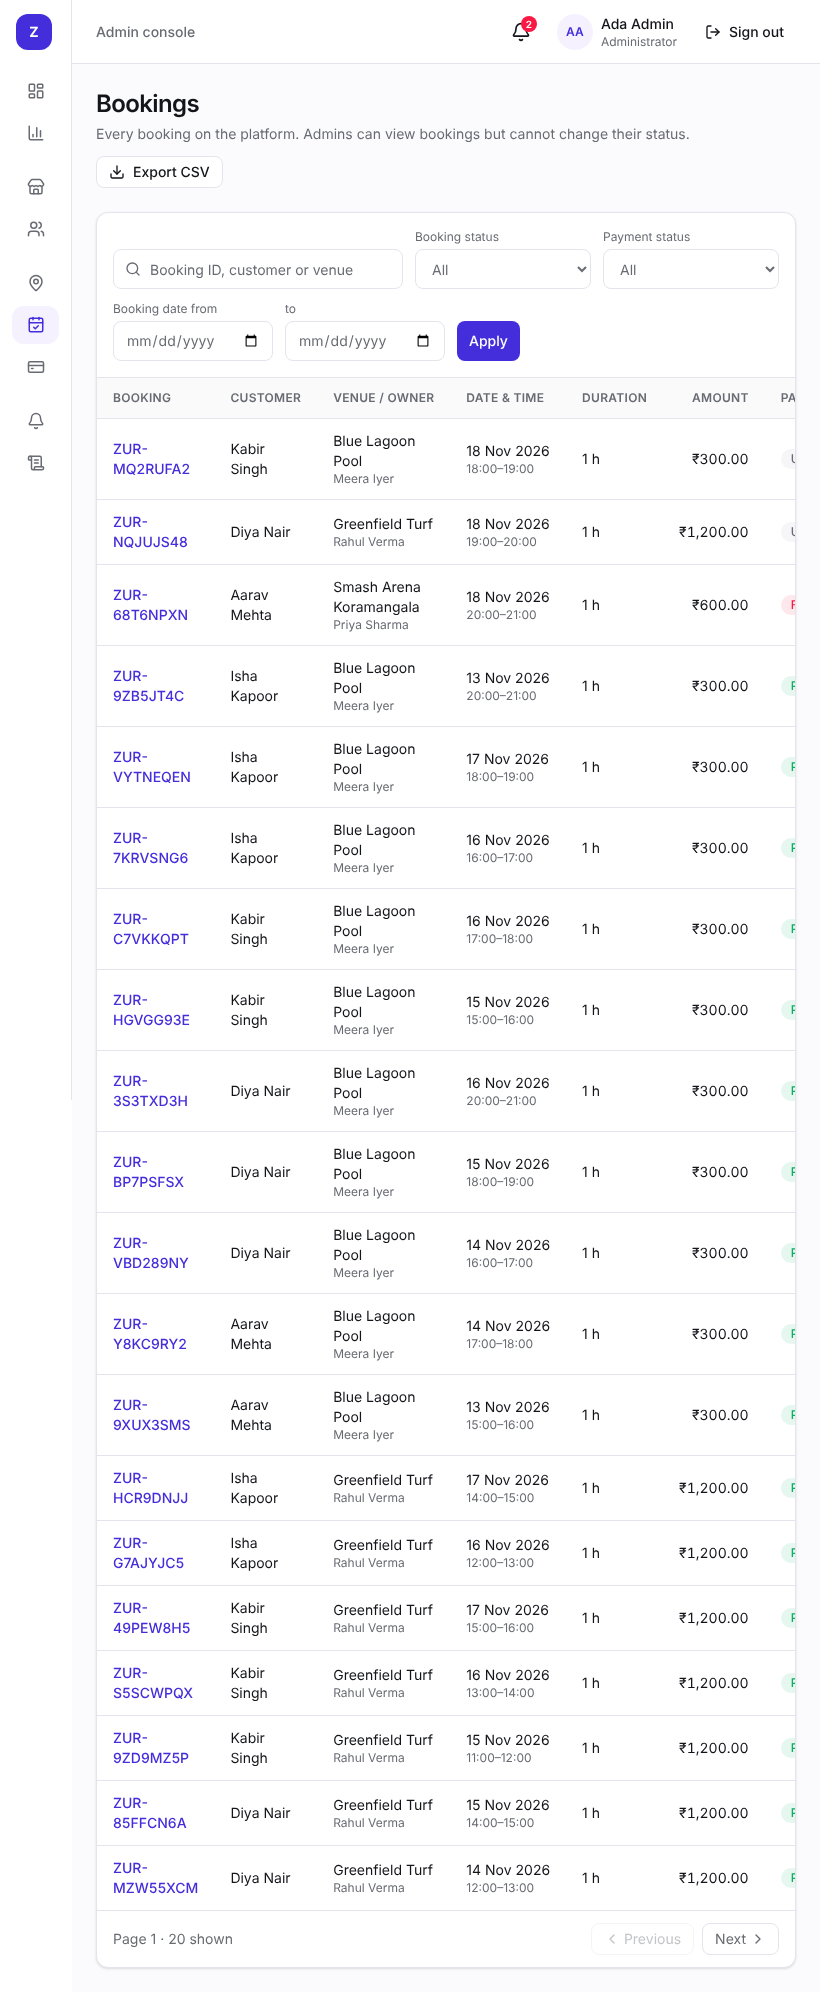 Z
Admin console
2
AA
Ada Admin
Administrator
Sign out
Bookings
Every booking on the platform. Admins can view bookings but cannot change their status.
Export CSV
Booking ID, customer or venue
Booking status
All
Payment status
All
Booking date from
mm/dd/yyyy
to
mm/dd/yyyy
Apply
BOOKING CUSTOMER VENUE / OWNER DATE & TIME DURATION AMOUNT
ZUR-MQ2RUFA2 Kabir Singh Blue Lagoon Pool Meera Iyer 18 Nov 2026 18:00–19:00 1 h ₹300.00
ZUR-NQJUJS48 Diya Nair Greenfield Turf Rahul Verma 18 Nov 2026 19:00–20:00 1 h ₹1,200.00
ZUR-68T6NPXN Aarav Mehta Smash Arena Koramangala Priya Sharma 18 Nov 2026 20:00–21:00 1 h ₹600.00
ZUR-9ZB5JT4C Isha Kapoor Blue Lagoon Pool Meera Iyer 13 Nov 2026 20:00–21:00 1 h ₹300.00
ZUR-VYTNEQEN Isha Kapoor Blue Lagoon Pool Meera Iyer 17 Nov 2026 18:00–19:00 1 h ₹300.00
ZUR-7KRVSNG6 Isha Kapoor Blue Lagoon Pool Meera Iyer 16 Nov 2026 16:00–17:00 1 h ₹300.00
ZUR-C7VKKQPT Kabir Singh Blue Lagoon Pool Meera Iyer 16 Nov 2026 17:00–18:00 1 h ₹300.00
ZUR-HGVGG93E Kabir Singh Blue Lagoon Pool Meera Iyer 15 Nov 2026 15:00–16:00 1 h ₹300.00
ZUR-3S3TXD3H Diya Nair Blue Lagoon Pool Meera Iyer 16 Nov 2026 20:00–21:00 1 h ₹300.00
ZUR-BP7PSFSX Diya Nair Blue Lagoon Pool Meera Iyer 15 Nov 2026 18:00–19:00 1 h ₹300.00
ZUR-VBD289NY Diya Nair Blue Lagoon Pool Meera Iyer 14 Nov 2026 16:00–17:00 1 h ₹300.00
ZUR-Y8KC9RY2 Aarav Mehta Blue Lagoon Pool Meera Iyer 14 Nov 2026 17:00–18:00 1 h ₹300.00
ZUR-9XUX3SMS Aarav Mehta Blue Lagoon Pool Meera Iyer 13 Nov 2026 15:00–16:00 1 h ₹300.00
ZUR-HCR9DNJJ Isha Kapoor Greenfield Turf Rahul Verma 17 Nov 2026 14:00–15:00 1 h ₹1,200.00
ZUR-G7AJYJC5 Isha Kapoor Greenfield Turf Rahul Verma 16 Nov 2026 12:00–13:00 1 h ₹1,200.00
ZUR-49PEW8H5 Kabir Singh Greenfield Turf Rahul Verma 17 Nov 2026 15:00–16:00 1 h ₹1,200.00
ZUR-S5SCWPQX Kabir Singh Greenfield Turf Rahul Verma 16 Nov 2026 13:00–14:00 1 h ₹1,200.00
ZUR-9ZD9MZ5P Kabir Singh Greenfield Turf Rahul Verma 15 Nov 2026 11:00–12:00 1 h ₹1,200.00
ZUR-85FFCN6A Diya Nair Greenfield Turf Rahul Verma 15 Nov 2026 14:00–15:00 1 h ₹1,200.00
ZUR-MZW55XCM Diya Nair Greenfield Turf Rahul Verma 14 Nov 2026 12:00–13:00 1 h ₹1,200.00
Page 1 · 20 shown
Previous
Next